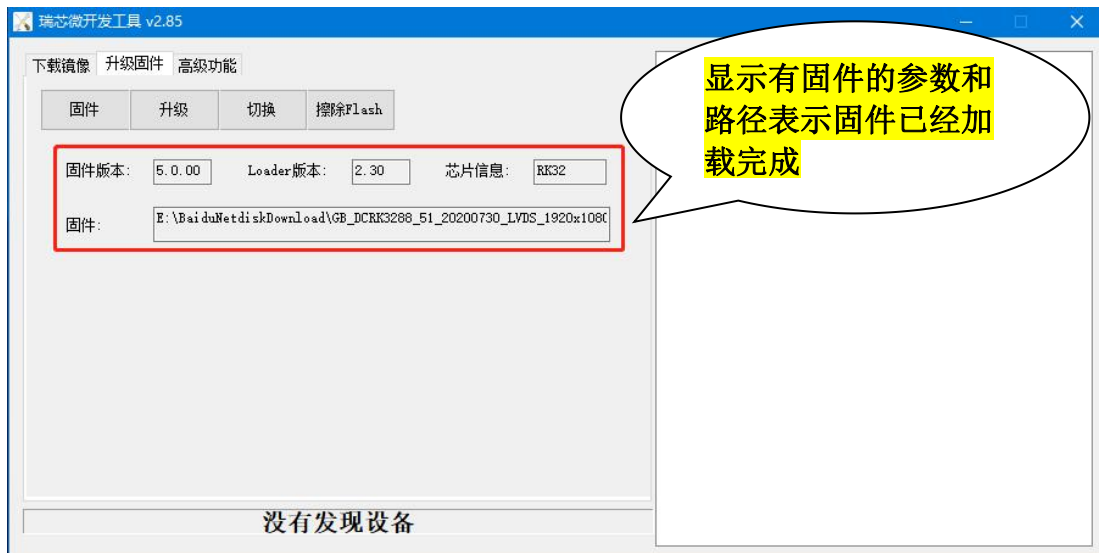 瑞芯微开发工具 v2.85
下载镜像 升级固件 高级功能
固件 升级 切换 擦除Flash
固件版本: 5.0.00 Loader版本: 2.30 芯片信息: RK32
固件: E:\BaiduNetdiskDownload\GB_DCRK3288_51_20200730_LVDS_1920x108(
没有发现设备
显示有固件的参数和
路径表示固件已经加
载完成